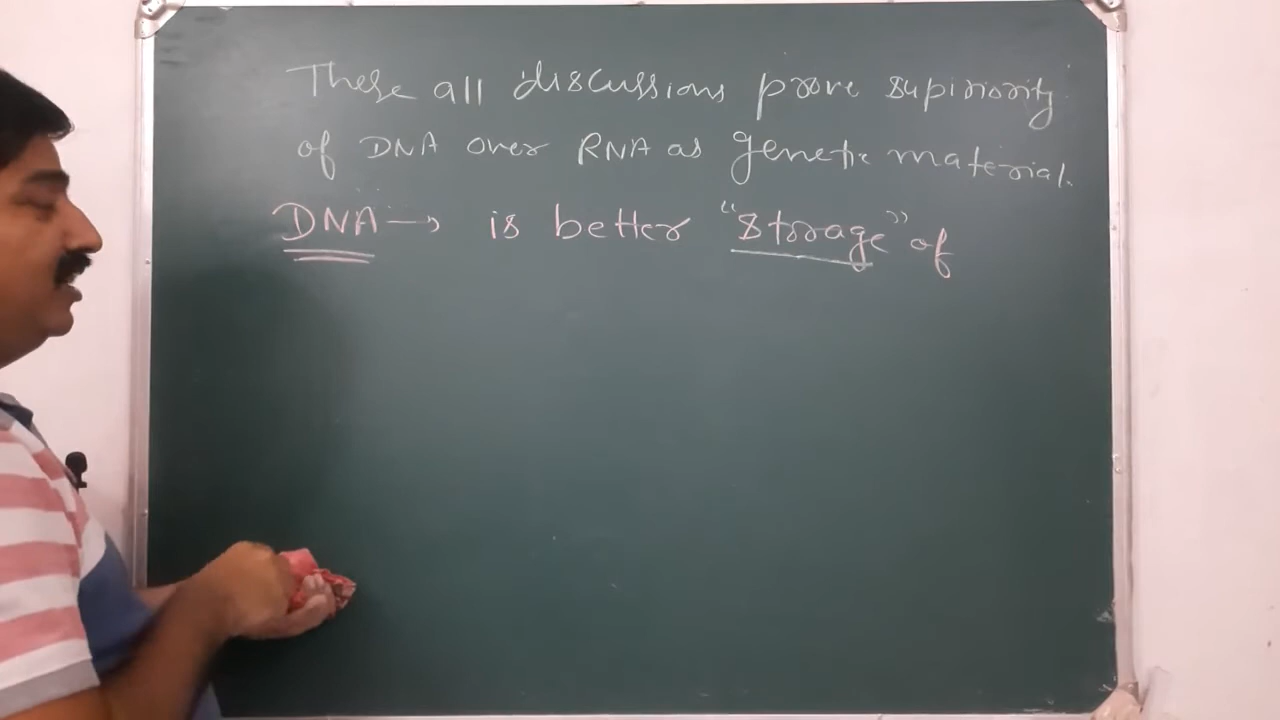 These all discussions prove supiriority
of DNA over RNA as genetic material.
DNA → is better "storage" of